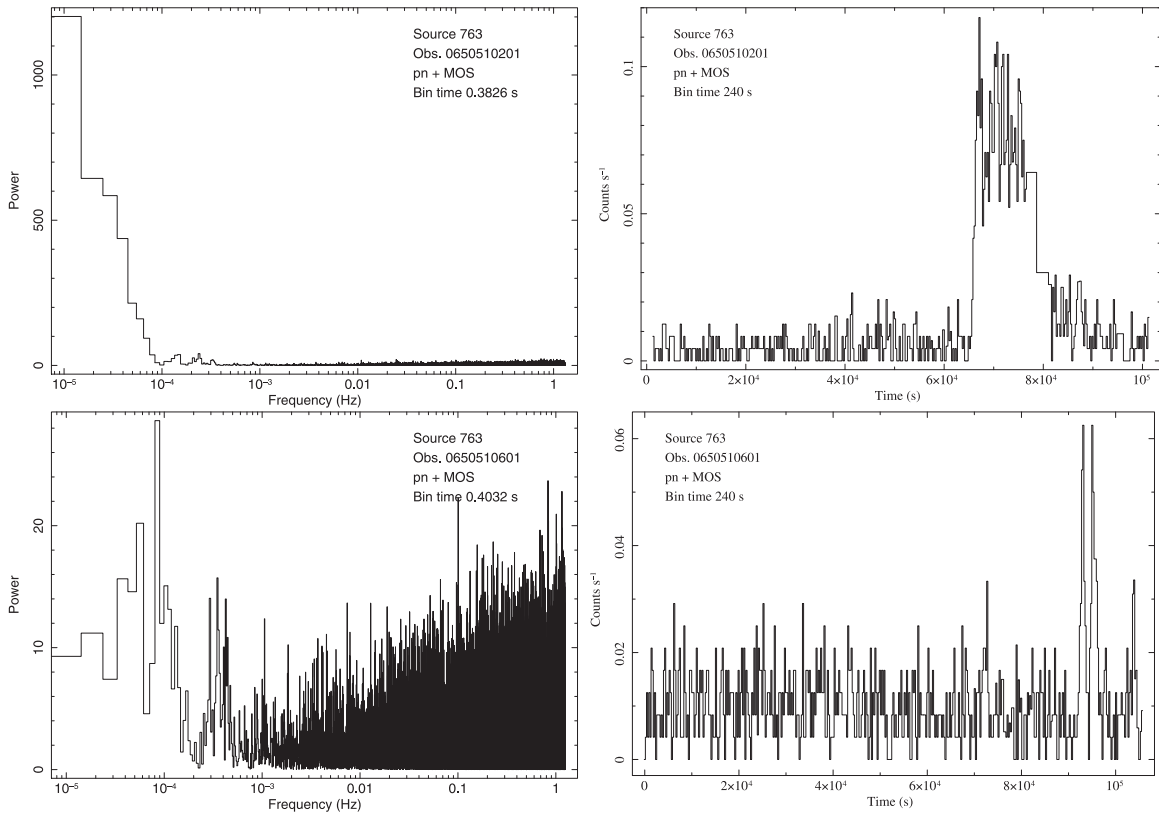 Source 763
Obs. 0650510201
pn + MOS
Bin time 0.3826 s
Power
0
500
1000
10⁻⁵
10⁻⁴
10⁻³
0.01
0.1
1
Frequency (Hz)
Source 763
Obs. 0650510201
pn + MOS
Bin time 240 s
Counts s⁻¹
0
0.05
0.1
0
2×10⁴
4×10⁴
6×10⁴
8×10⁴
10⁵
Time (s)
Source 763
Obs. 0650510601
pn + MOS
Bin time 0.4032 s
Power
0
10
20
10⁻⁵
10⁻⁴
10⁻³
0.01
0.1
1
Frequency (Hz)
Source 763
Obs. 0650510601
pn + MOS
Bin time 240 s
Counts s⁻¹
0
0.02
0.04
0.06
0
2×10⁴
4×10⁴
6×10⁴
8×10⁴
10⁵
Time (s)